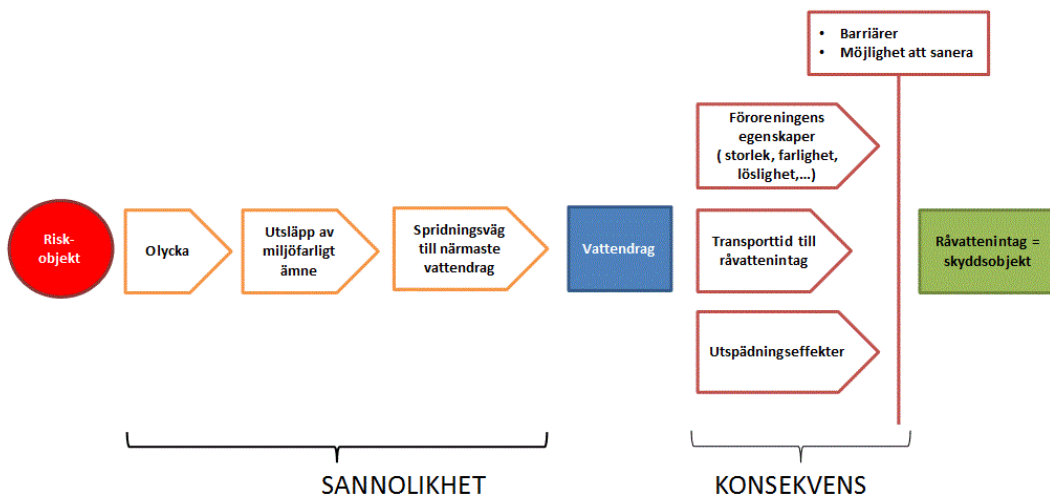 • Barriärer
• Möjlighet att sanera
Föroreningens
egenskaper
( storlek, farlighet,
löslighet,...)
Risk-
objekt
Olycka
Utsläpp av
miljöfarligt
ämne
Spridningsväg
till närmaste
vattendrag
Vattendrag
Transporttid till
råvattenintag
Råvattenintag =
skyddsobjekt
Utspädningseffekter
SANNOLIKHET
KONSEKVENS